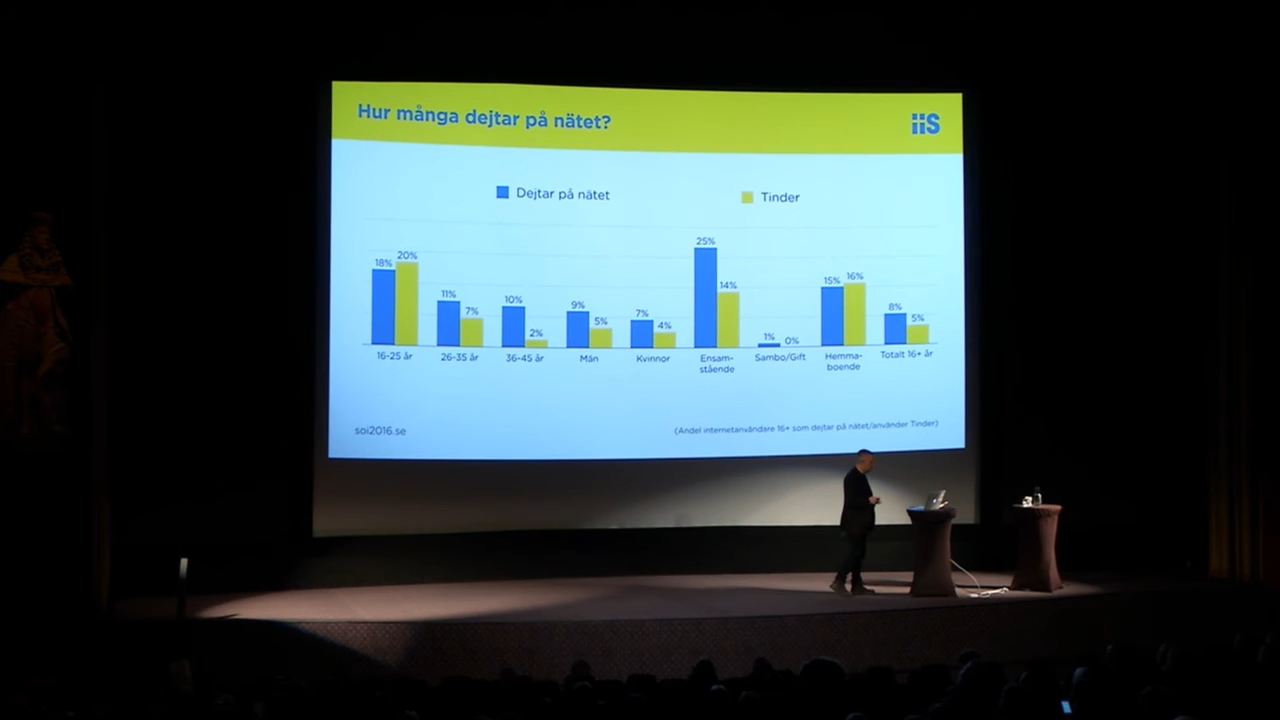 Hur många dejtar på nätet?
iiS
Dejtar på nätet
Tinder
18%
20%
11%
7%
10%
2%
9%
5%
7%
4%
25%
14%
1%
0%
15%
16%
8%
5%
16-25 år
26-35 år
36-45 år
Män
Kvinnor
Ensam-
stående
Sambo/Gift
Hemma-
boende
Totalt 16+ år
soi2016.se
(Andel internetanvändare 16+ som dejtar på nätet/använder Tinder)